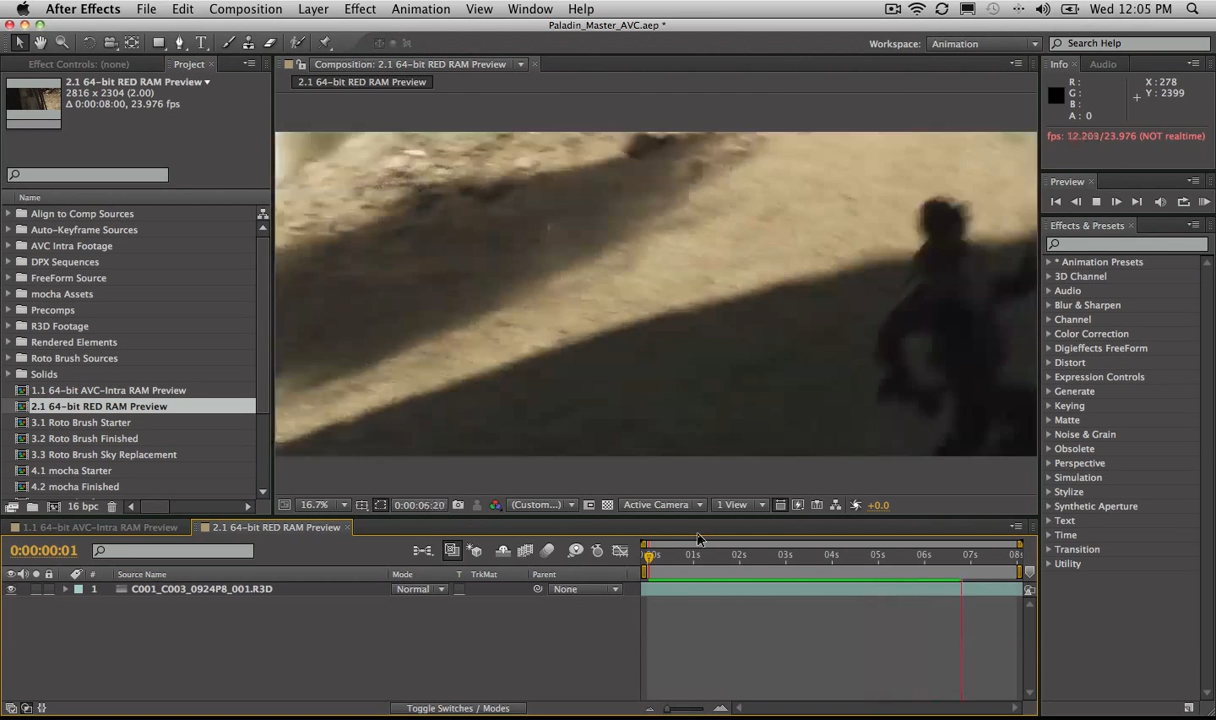 After Effects File Edit Composition Layer Effect Animation View Window Help Wed 12:05 PM
Paladin_Master_AVC.aep *
Workspace: Animation Search Help
Effect Controls: (none) Project
Composition: 2.1 64-bit RED RAM Preview
Info Audio
2.1 64-bit RED RAM Preview
2816 x 2304 (2.00)
Δ 0:00:08:00, 23.976 fps
2.1 64-bit RED RAM Preview
R :
G :
B :
A : 0
X : 278
Y : 2399
fps: 12.203/23.976 (NOT realtime)
Preview
Effects & Presets
Name
Align to Comp Sources
Auto-Keyframe Sources
AVC Intra Footage
DPX Sequences
FreeForm Source
mocha Assets
Precomps
R3D Footage
Rendered Elements
Roto Brush Sources
Solids
1.1 64-bit AVC-Intra RAM Preview
2.1 64-bit RED RAM Preview
3.1 Roto Brush Starter
3.2 Roto Brush Finished
3.3 Roto Brush Sky Replacement
4.1 mocha Starter
4.2 mocha Finished
16 bpc
* Animation Presets
3D Channel
Audio
Blur & Sharpen
Channel
Color Correction
Digieffects FreeForm
Distort
Expression Controls
Generate
Keying
Matte
Noise & Grain
Obsolete
Perspective
Simulation
Stylize
Synthetic Aperture
Text
Time
Transition
Utility
16.7% 0:00:06:20 (Custom...) Active Camera 1 View +0.0
1.1 64-bit AVC-Intra RAM Preview 2.1 64-bit RED RAM Preview
0:00:00:01
01s 02s 03s 04s 05s 06s 07s 08s
# Source Name Mode T TrkMat Parent
1 C001_C003_0924P8_001.R3D Normal None
Toggle Switches / Modes